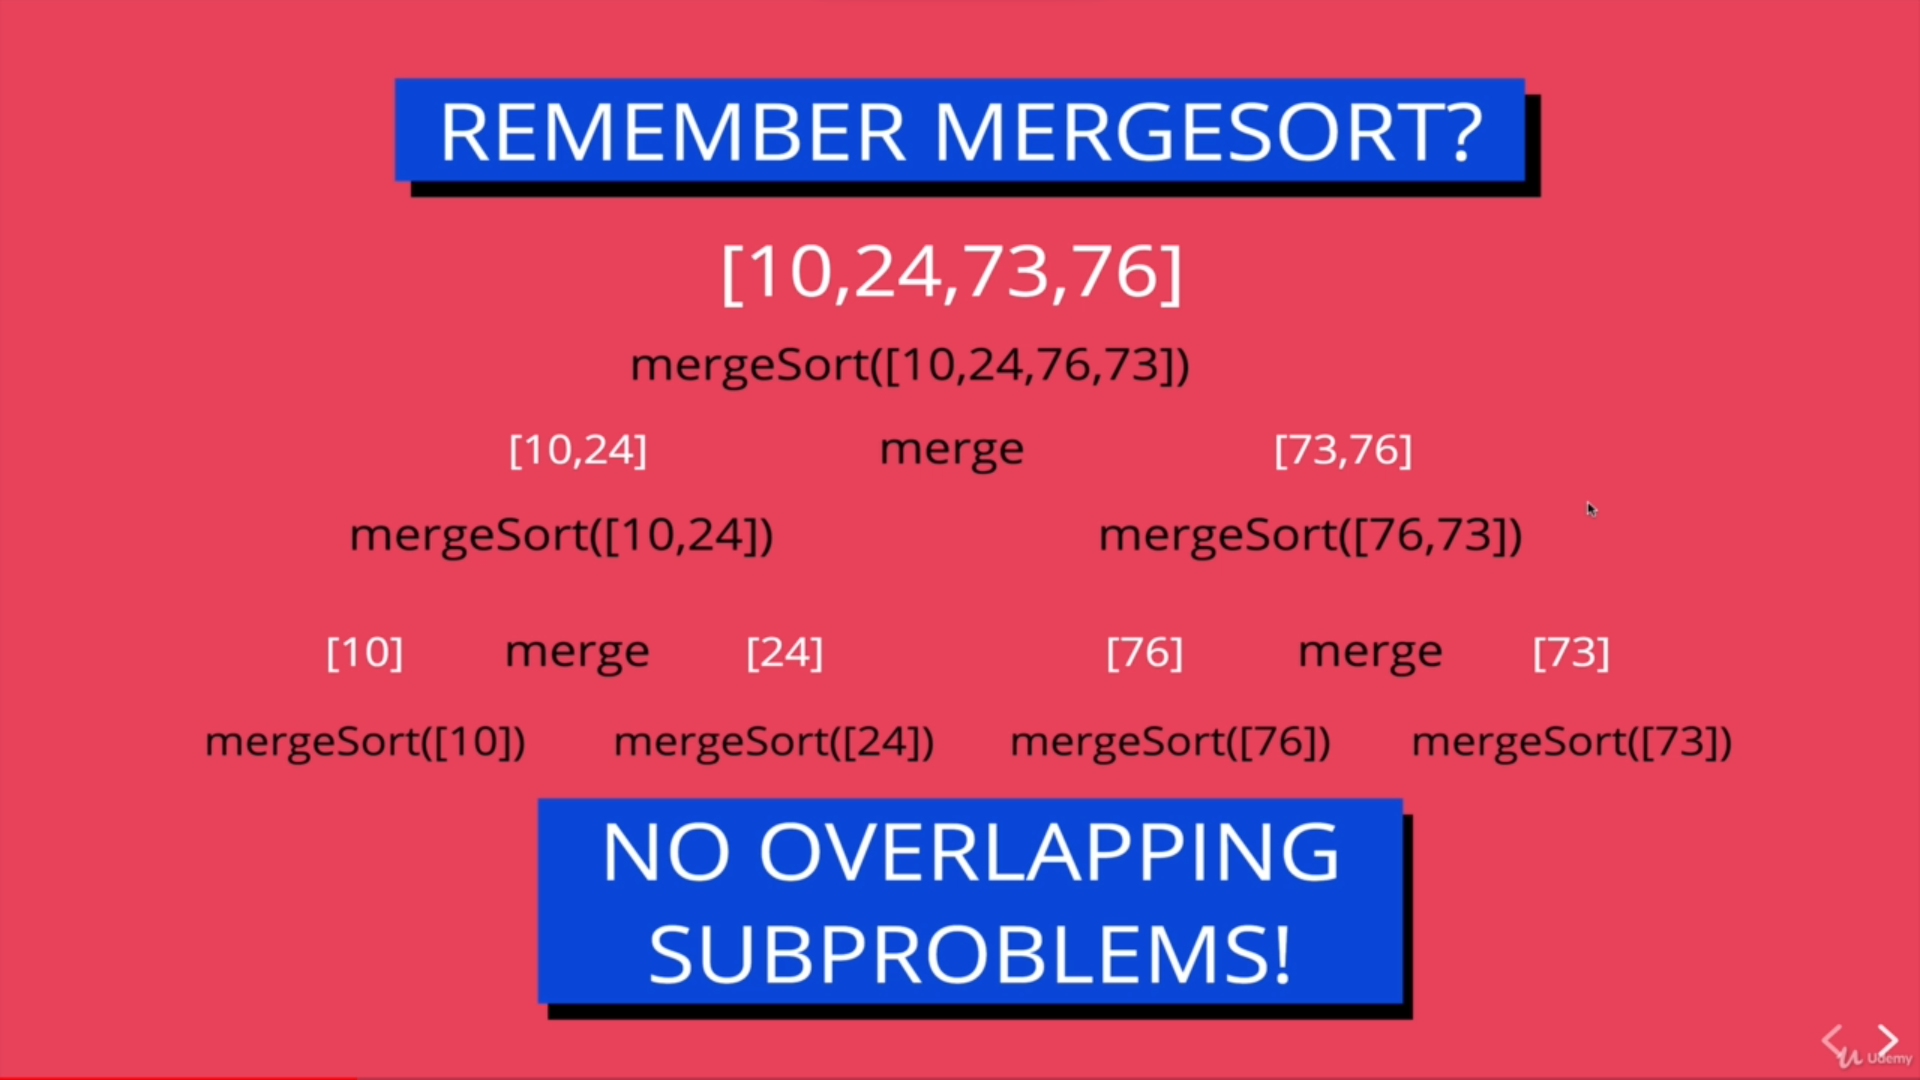 REMEMBER MERGESORT?
[10,24,73,76]
mergeSort([10,24,76,73])
[10,24] merge [73,76]
mergeSort([10,24]) mergeSort([76,73])
[10] merge [24] [76] merge [73]
mergeSort([10]) mergeSort([24]) mergeSort([76]) mergeSort([73])
NO OVERLAPPING
SUBPROBLEMS!
Udemy